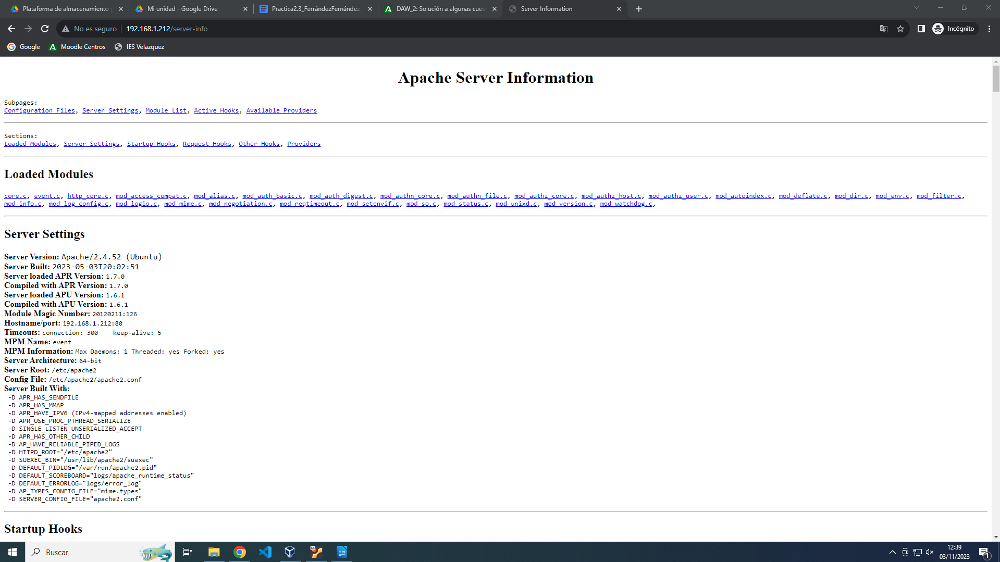 Plataforma de almacenamiento
Mi unidad - Google Drive
Practica2.3_FerrándezFernández
DAW_2: Solución a algunas cues
Server Information
No es seguro
192.168.1.212/server-info
Incógnito
Google
Moodle Centros
IES Velazquez
Apache Server Information
Subpages:
Configuration Files, Server Settings, Module List, Active Hooks, Available Providers
Sections:
Loaded Modules, Server Settings, Startup Hooks, Request Hooks, Other Hooks, Providers
Loaded Modules
core.c, event.c, http_core.c, mod_access_compat.c, mod_alias.c, mod_auth_basic.c, mod_auth_digest.c, mod_authn_core.c, mod_authn_file.c, mod_authz_core.c, mod_authz_host.c, mod_authz_user.c, mod_autoindex.c, mod_deflate.c, mod_dir.c, mod_env.c, mod_filter.c,
mod_info.c, mod_log_config.c, mod_logio.c, mod_mime.c, mod_negotiation.c, mod_reqtimeout.c, mod_setenvif.c, mod_so.c, mod_status.c, mod_unixd.c, mod_version.c, mod_watchdog.c,
Server Settings
Server Version: Apache/2.4.52 (Ubuntu)
Server Built: 2023-05-03T20:02:51
Server loaded APR Version: 1.7.0
Compiled with APR Version: 1.7.0
Server loaded APU Version: 1.6.1
Compiled with APU Version: 1.6.1
Module Magic Number: 20120211:126
Hostname/port: 192.168.1.212:80
Timeouts: connection: 300    keep-alive: 5
MPM Name: event
MPM Information: Max Daemons: 1 Threaded: yes Forked: yes
Server Architecture: 64-bit
Server Root: /etc/apache2
Config File: /etc/apache2/apache2.conf
Server Built With:
-D APR_HAS_SENDFILE
-D APR_HAS_MMAP
-D APR_HAVE_IPV6 (IPv4-mapped addresses enabled)
-D APR_USE_PROC_PTHREAD_SERIALIZE
-D SINGLE_LISTEN_UNSERIALIZED_ACCEPT
-D APR_HAS_OTHER_CHILD
-D AP_HAVE_RELIABLE_PIPED_LOGS
-D HTTPD_ROOT="/etc/apache2"
-D SUEXEC_BIN="/usr/lib/apache2/suexec"
-D DEFAULT_PIDLOG="/var/run/apache2.pid"
-D DEFAULT_SCOREBOARD="logs/apache_runtime_status"
-D DEFAULT_ERRORLOG="logs/error_log"
-D AP_TYPES_CONFIG_FILE="mime.types"
-D SERVER_CONFIG_FILE="apache2.conf"
Startup Hooks
Buscar
64
12:39
03/11/2023
1